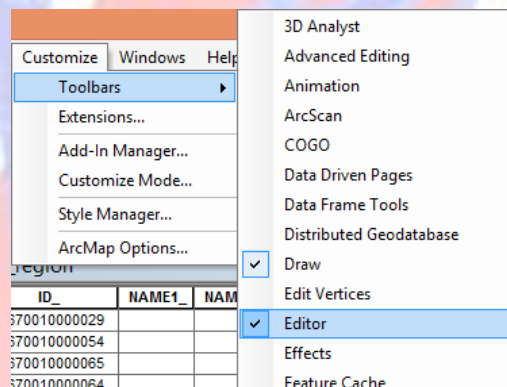 Customize Windows Help
Toolbars
Extensions...
Add-In Manager...
Customize Mode...
Style Manager...
ArcMap Options...
3D Analyst
Advanced Editing
Animation
ArcScan
COGO
Data Driven Pages
Data Frame Tools
Distributed Geodatabase
Draw
Edit Vertices
Editor
Effects
Feature Cache
_region
ID_ NAME1_ NAM
670010000029
670010000054
670010000065
670010000064